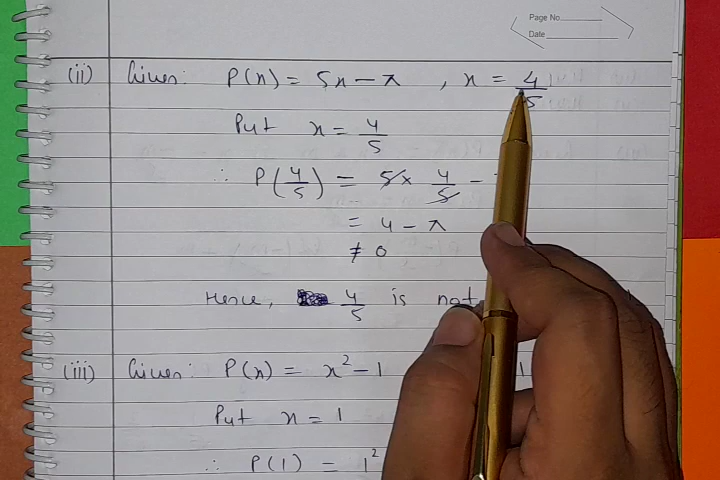 Page No.
Date
(ii) Given: P(x) = 5x − π , x = 4/5
Put x = 4/5
∴ P(4/5) = 5 × 4/5 −
= 4 − π
≠ 0
Hence, 4/5 is not
(iii) Given: P(x) = x² − 1 1
Put x = 1
∴ P(1) = 1²